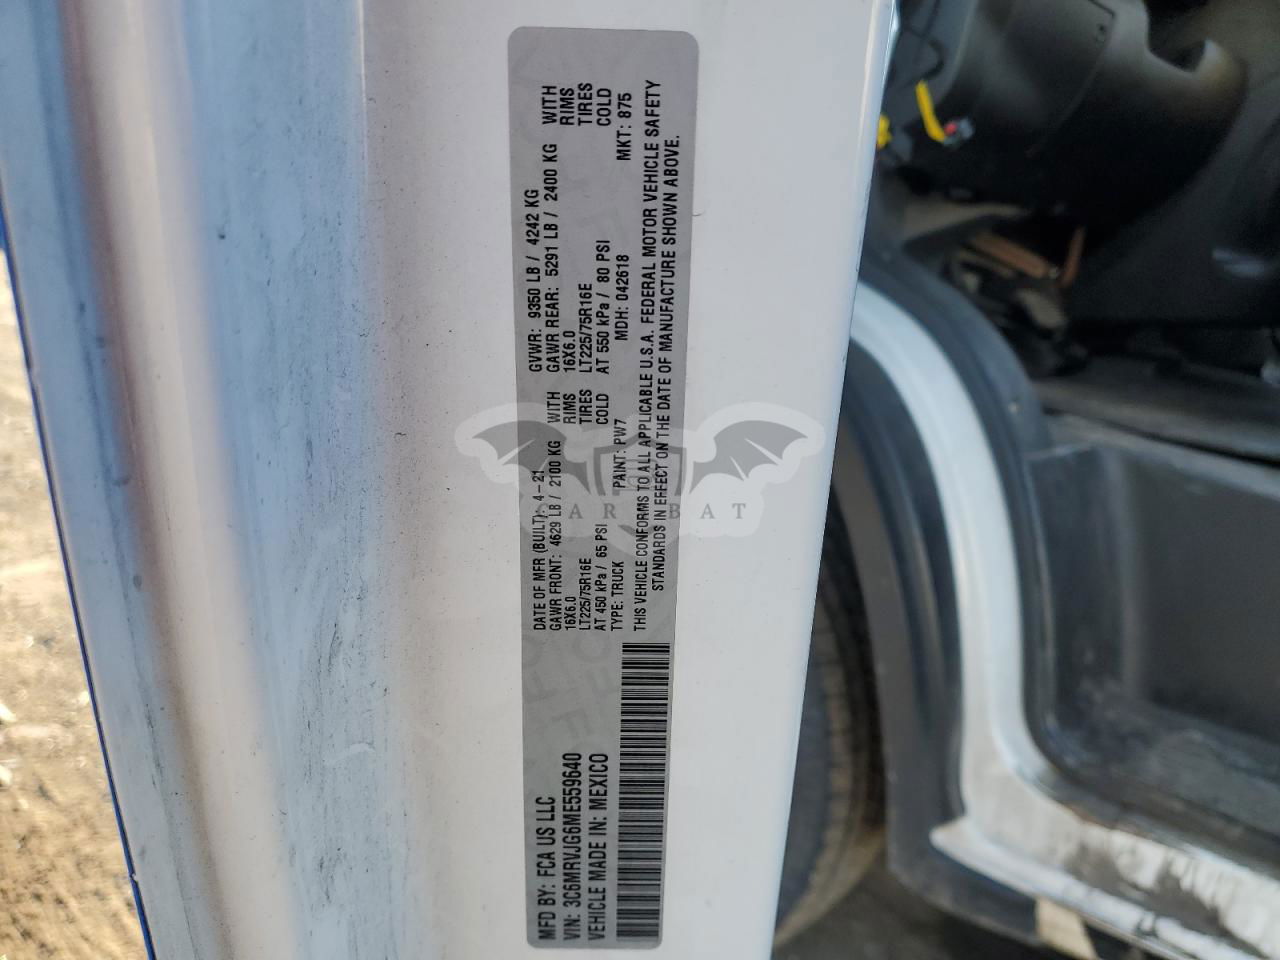 MFD BY: FCA US LLC
VIN: 3C6MRVJG6ME559640
VEHICLE MADE IN: MEXICO
DATE OF MFR (BUILT): 4-21 GVWR: 9350 LB / 4242 KG
GAWR FRONT: 4629 LB / 2100 KG WITH GAWR REAR: 5291 LB / 2400 KG WITH
16X6.0 RIMS 16X6.0 RIMS
LT225/75R16E TIRES LT225/75R16E TIRES
AT 450 kPa / 65 PSI COLD AT 550 kPa / 80 PSI COLD
TYPE: TRUCK PAINT: PW7 MDH: 042618 MKT: 875
THIS VEHICLE CONFORMS TO ALL APPLICABLE U.S.A. FEDERAL MOTOR VEHICLE SAFETY
STANDARDS IN EFFECT ON THE DATE OF MANUFACTURE SHOWN ABOVE.
CAR BAT